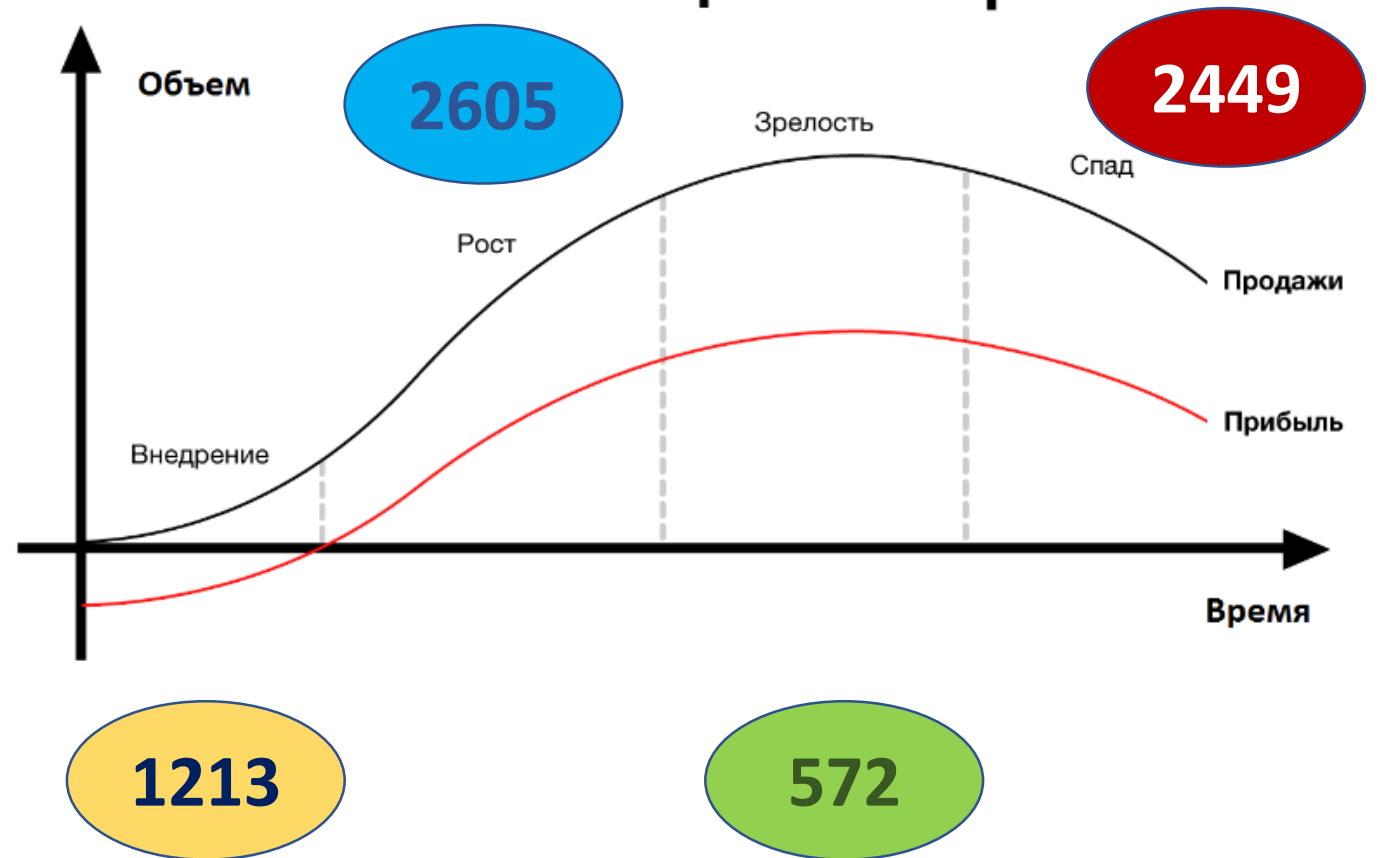 2605
2449
Объем
Зрелость
Спад
Рост
Продажи
Прибыль
Внедрение
Время
1213
572